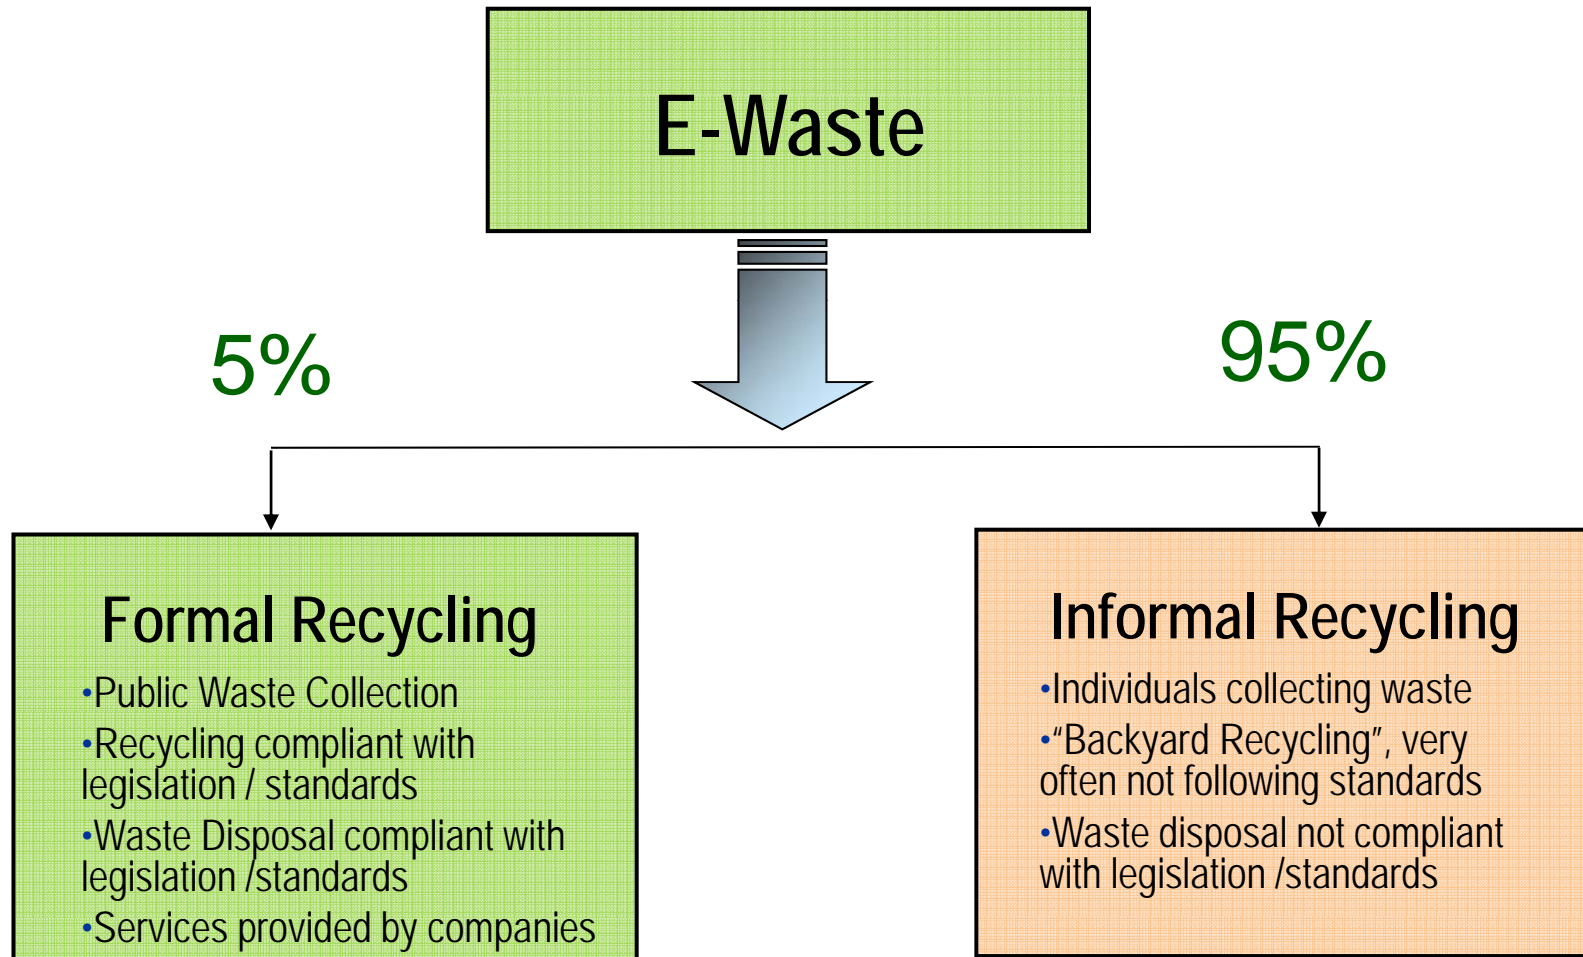 E-Waste
5%
95%
Formal Recycling
•Public Waste Collection
•Recycling compliant with
legislation / standards
•Waste Disposal compliant with
legislation /standards
•Services provided by companies
Informal Recycling
•Individuals collecting waste
•“Backyard Recycling”, very
often not following standards
•Waste disposal not compliant
with legislation /standards